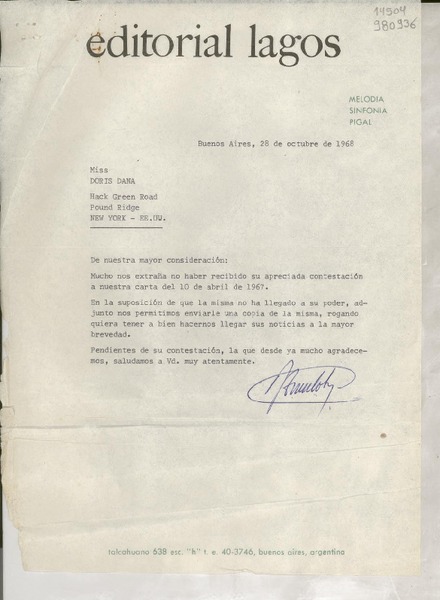 14904
980936
editorial lagos
MELODIA
SINFONIA
PIGAL
Buenos Aires, 28 de octubre de 1968
Miss
DORIS DANA
Hack Green Road
Pound Ridge
NEW YORK - EE.UU.
De nuestra mayor consideración:
Mucho nos extraña no haber recibido su apreciada contestación
a nuestra carta del 10 de abril de 1967.
En la suposición de que la misma no ha llegado a su poder, ad-
junto nos permitimos enviarle una copia de la misma, rogando
quiera tener a bien hacernos llegar sus noticias a la mayor
brevedad.
Pendientes de su contestación, la que desde ya mucho agradece-
mos, saludamos a Vd. muy atentamente.
talcahuano 638 esc. "h" t. e. 40-3746, buenos aires, argentina